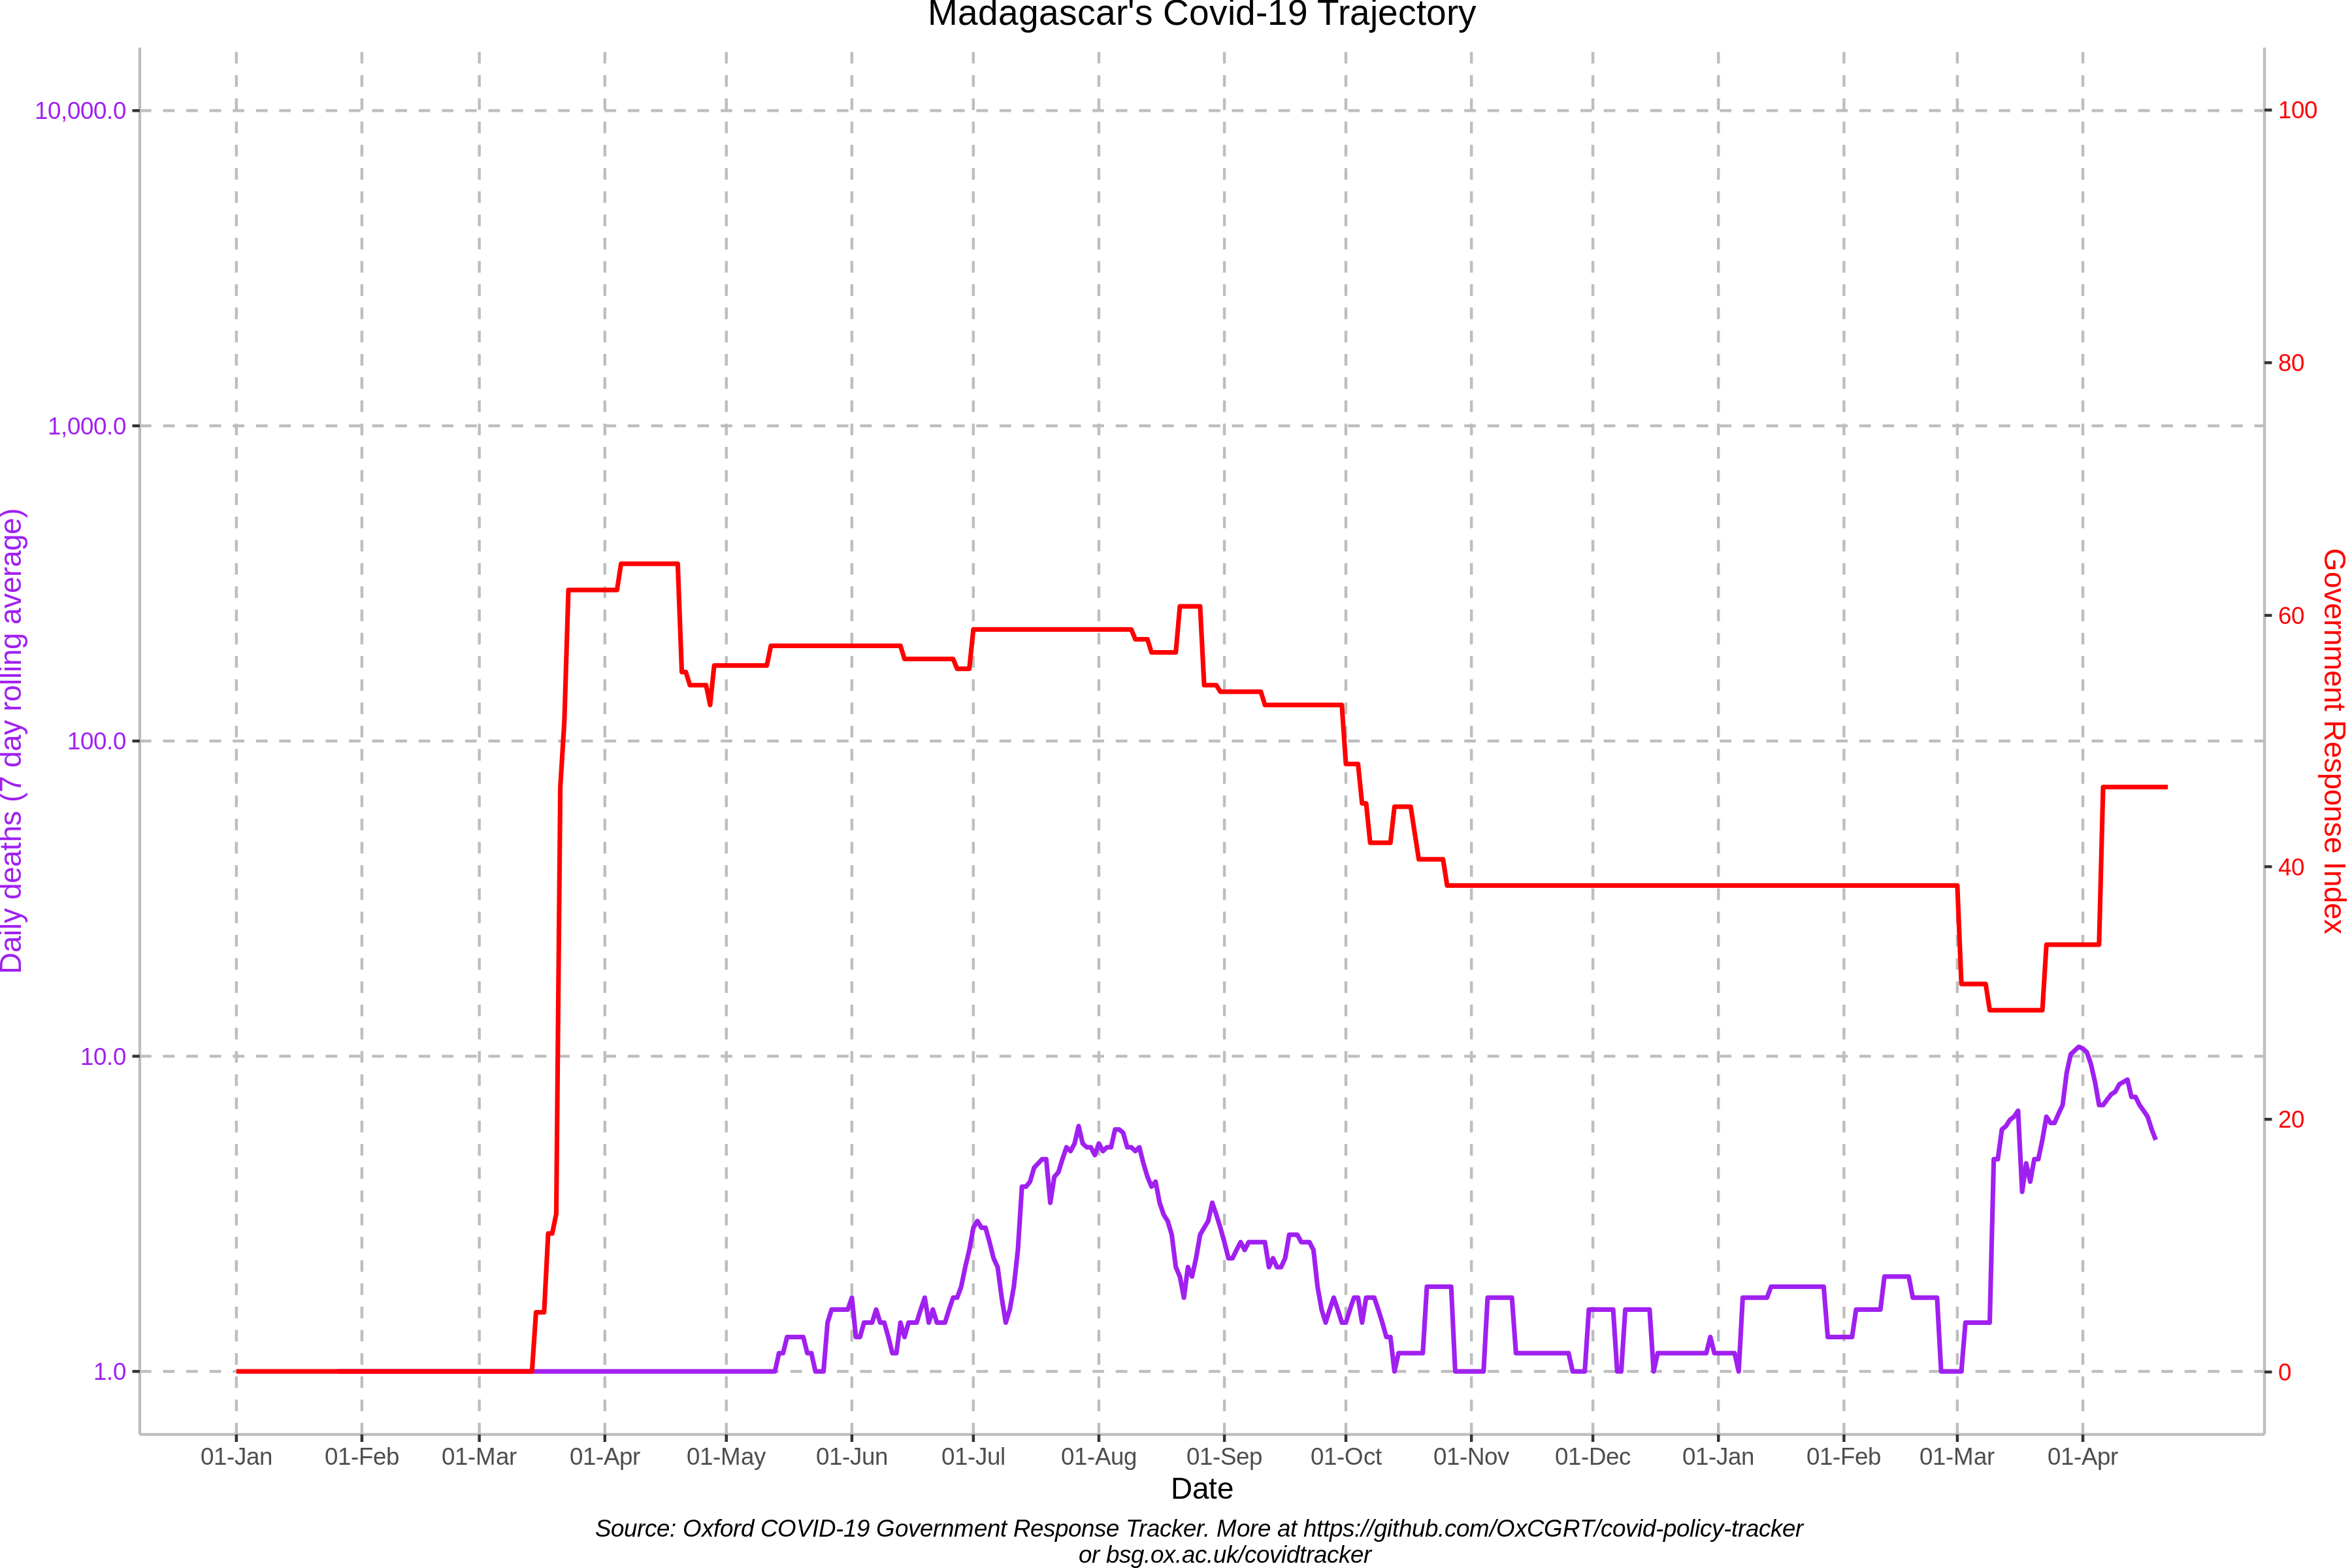 Madagascar's Covid-19 Trajectory
10,000.0
1,000.0
100.0
10.0
1.0
Daily deaths (7 day rolling average)
100
80
60
40
20
0
Government Response Index
01-Jan 01-Feb 01-Mar 01-Apr 01-May 01-Jun 01-Jul 01-Aug 01-Sep 01-Oct 01-Nov 01-Dec 01-Jan 01-Feb 01-Mar 01-Apr
Date
Source: Oxford COVID-19 Government Response Tracker. More at https://github.com/OxCGRT/covid-policy-tracker
or bsg.ox.ac.uk/covidtracker